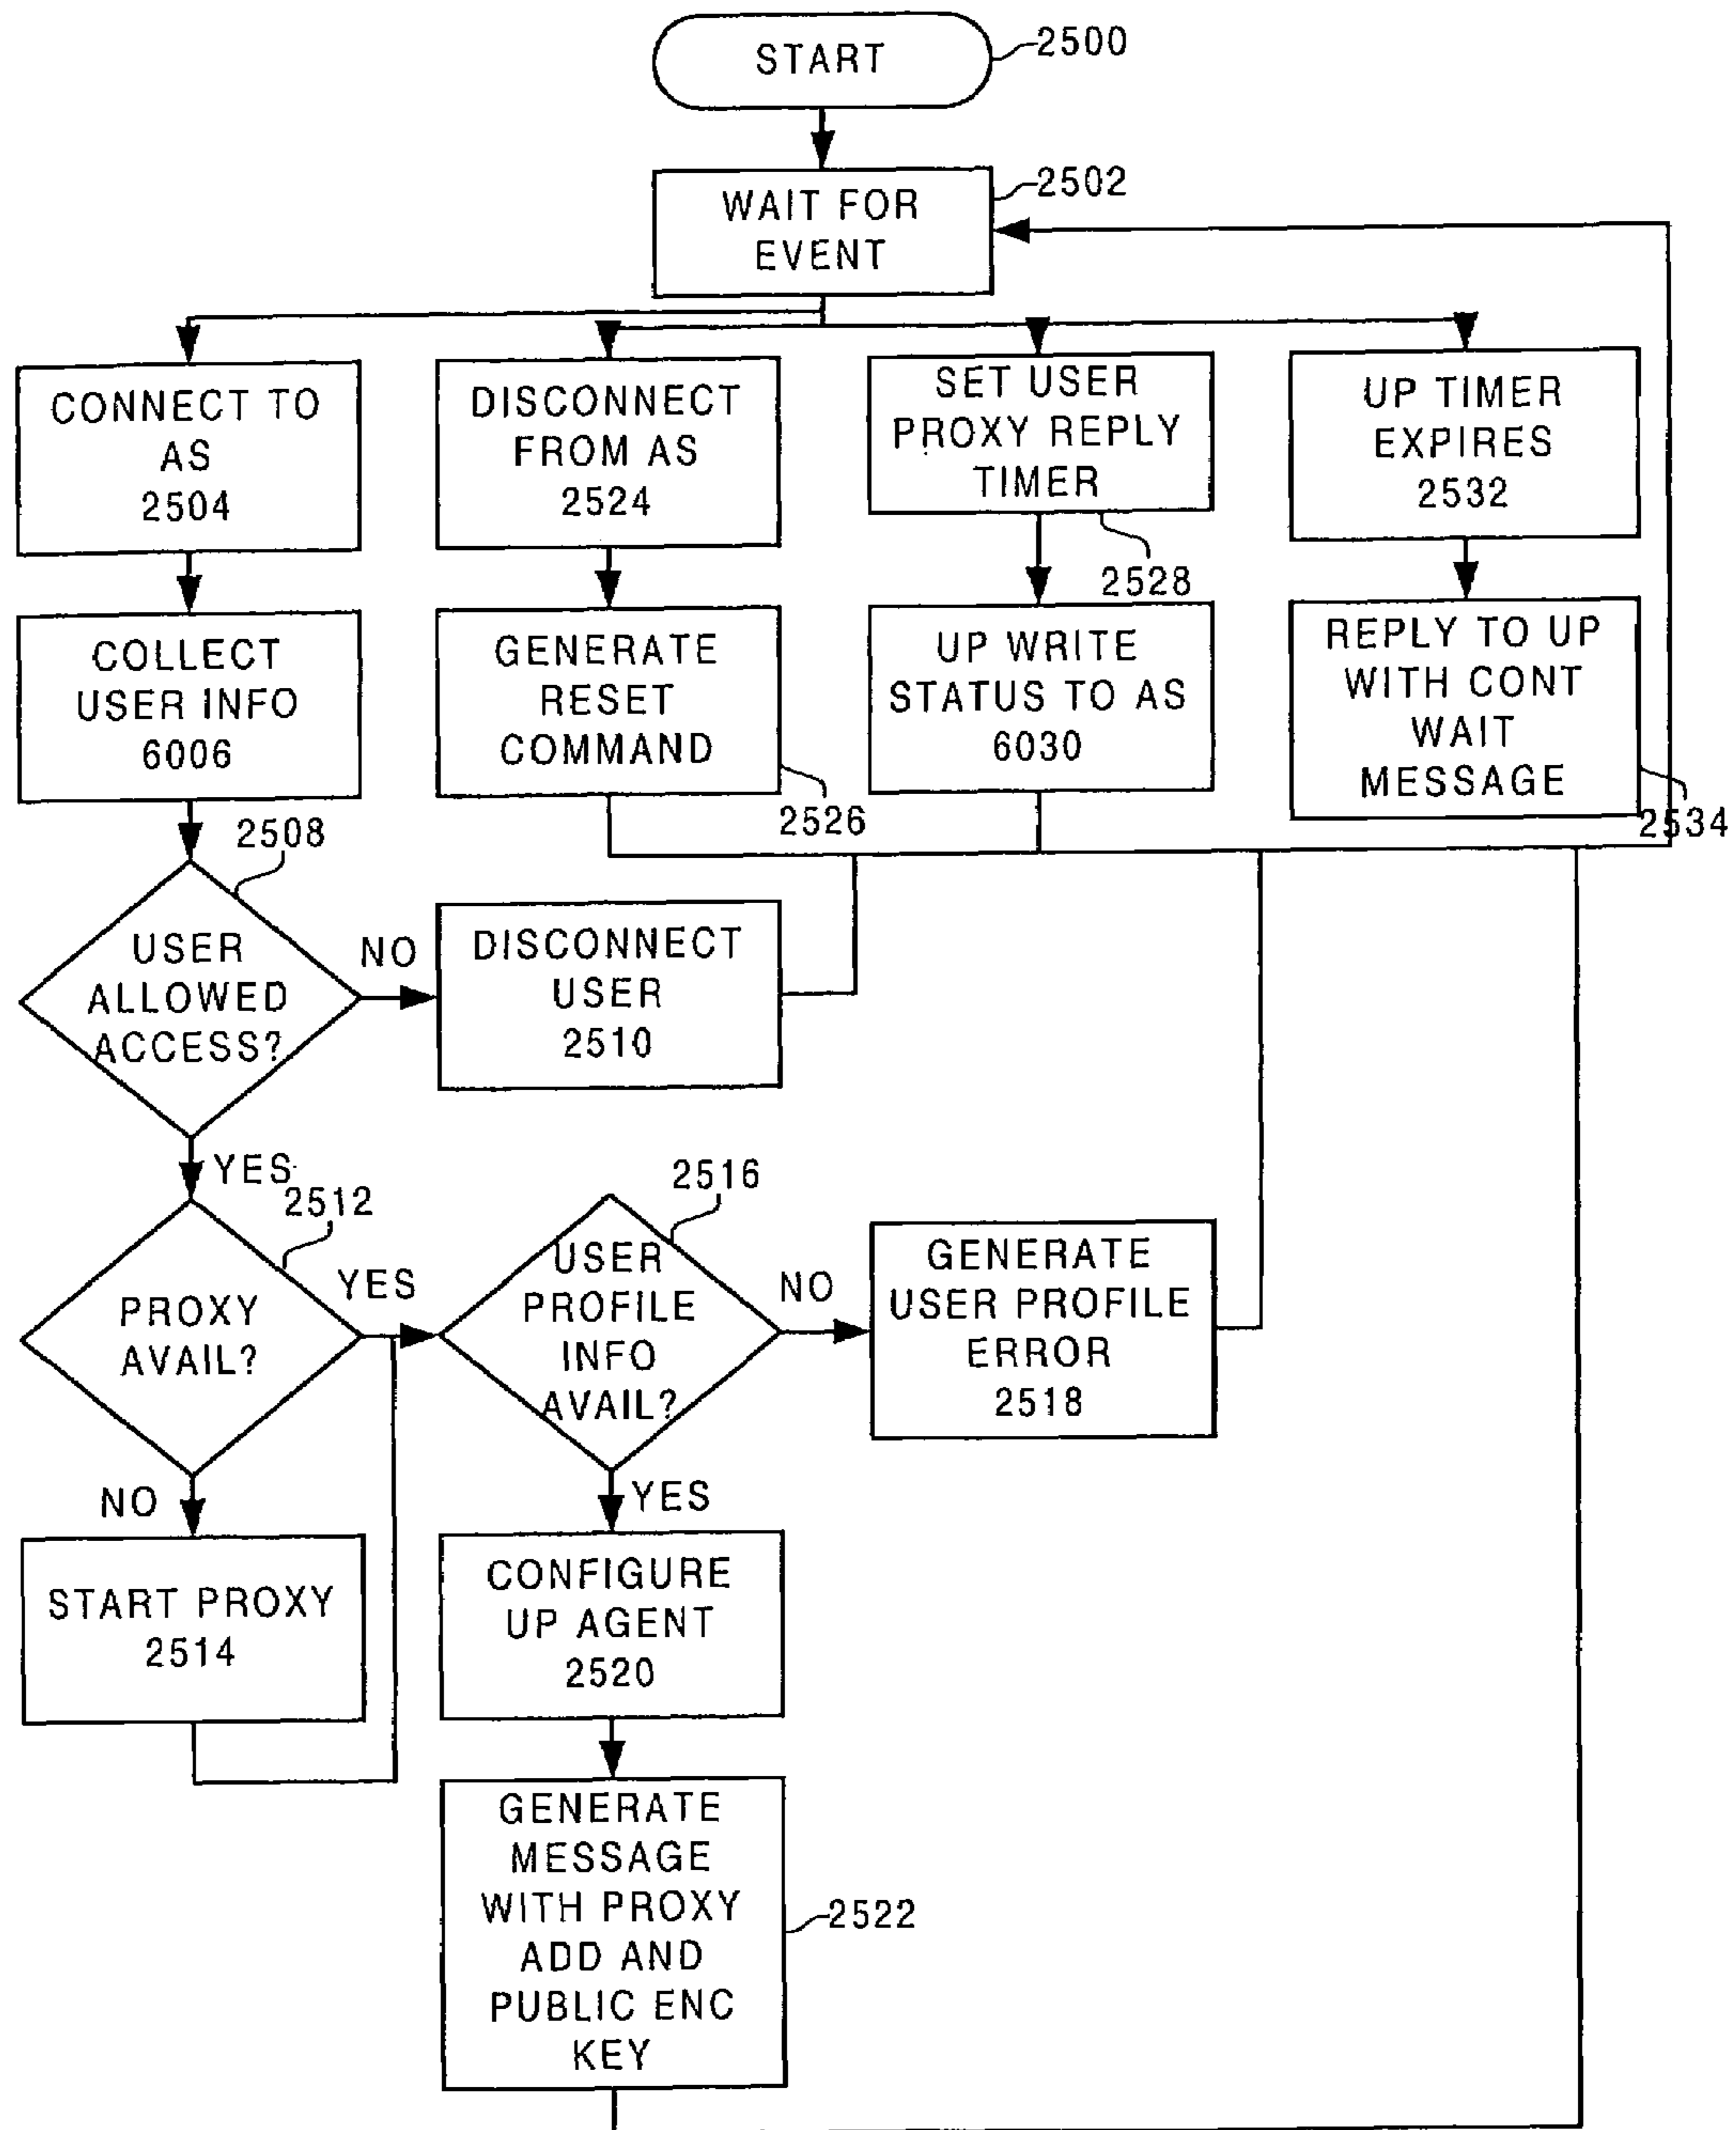 START
2500
WAIT FOR
EVENT
2502
CONNECT TO
AS
2504
DISCONNECT
FROM AS
2524
SET USER
PROXY REPLY
TIMER
2528
UP TIMER
EXPIRES
2532
COLLECT
USER INFO
6006
GENERATE
RESET
COMMAND
2526
UP WRITE
STATUS TO AS
6030
REPLY TO UP
WITH CONT
WAIT
MESSAGE
2534
2508
USER
ALLOWED
ACCESS?
NO
DISCONNECT
USER
2510
YES
2512
PROXY
AVAIL?
YES
2516
USER
PROFILE
INFO
AVAIL?
NO
GENERATE
USER PROFILE
ERROR
2518
NO
START PROXY
2514
YES
CONFIGURE
UP AGENT
2520
GENERATE
MESSAGE
WITH PROXY
ADD AND
PUBLIC ENC
KEY
2522